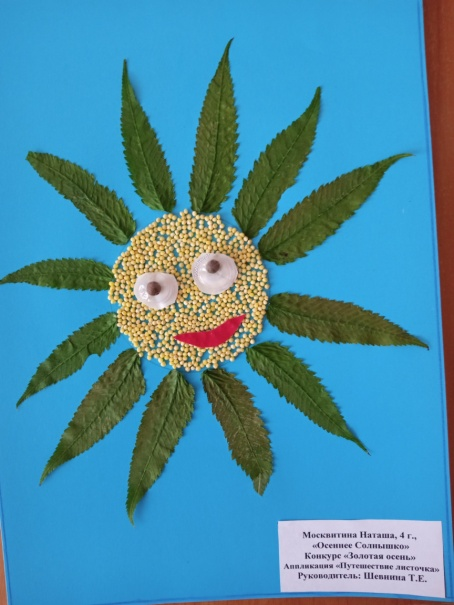 Москвитина Наташа, 4 г.,
«Осеннее Солнышко»
Конкурс «Золотая осень»
Аппликация «Путешествие листочка»
Руководитель: Шевнина Т.Е.